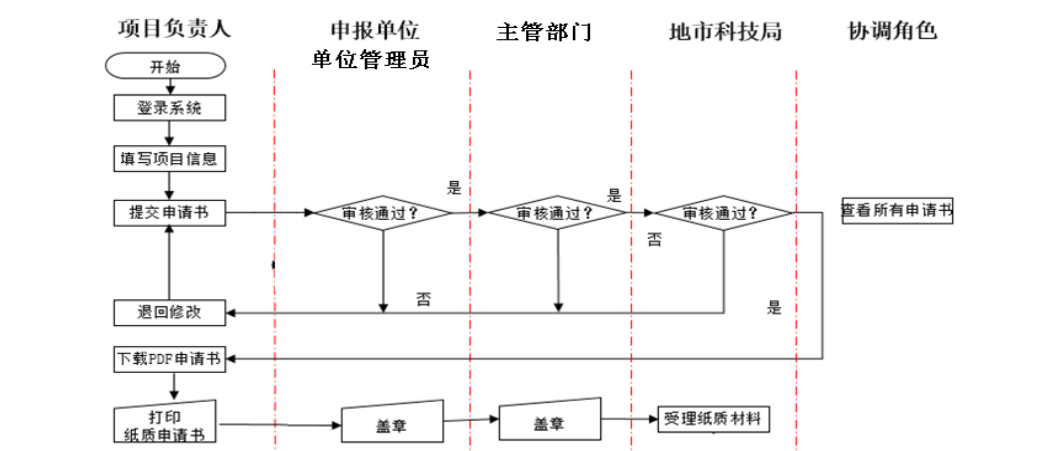 项目负责人
申报单位
单位管理员
主管部门
地市科技局
协调角色
开始
登录系统
填写项目信息
提交申请书
审核通过？
是
审核通过？
是
审核通过？
否
查看所有申请书
退回修改
否
是
下载PDF申请书
打印
纸质申请书
盖章
盖章
受理纸质材料